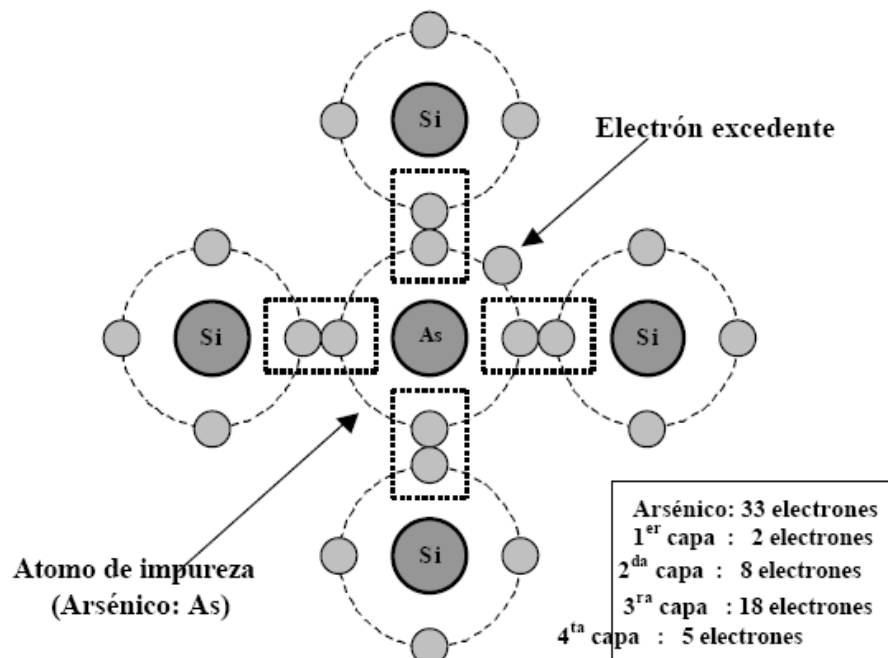 Si
Electrón excedente
Si
As
Si
Si
Atomo de impureza
(Arsénico: As)
Arsénico: 33 electrones
1er capa : 2 electrones
2da capa : 8 electrones
3ra capa : 18 electrones
4ta capa : 5 electrones